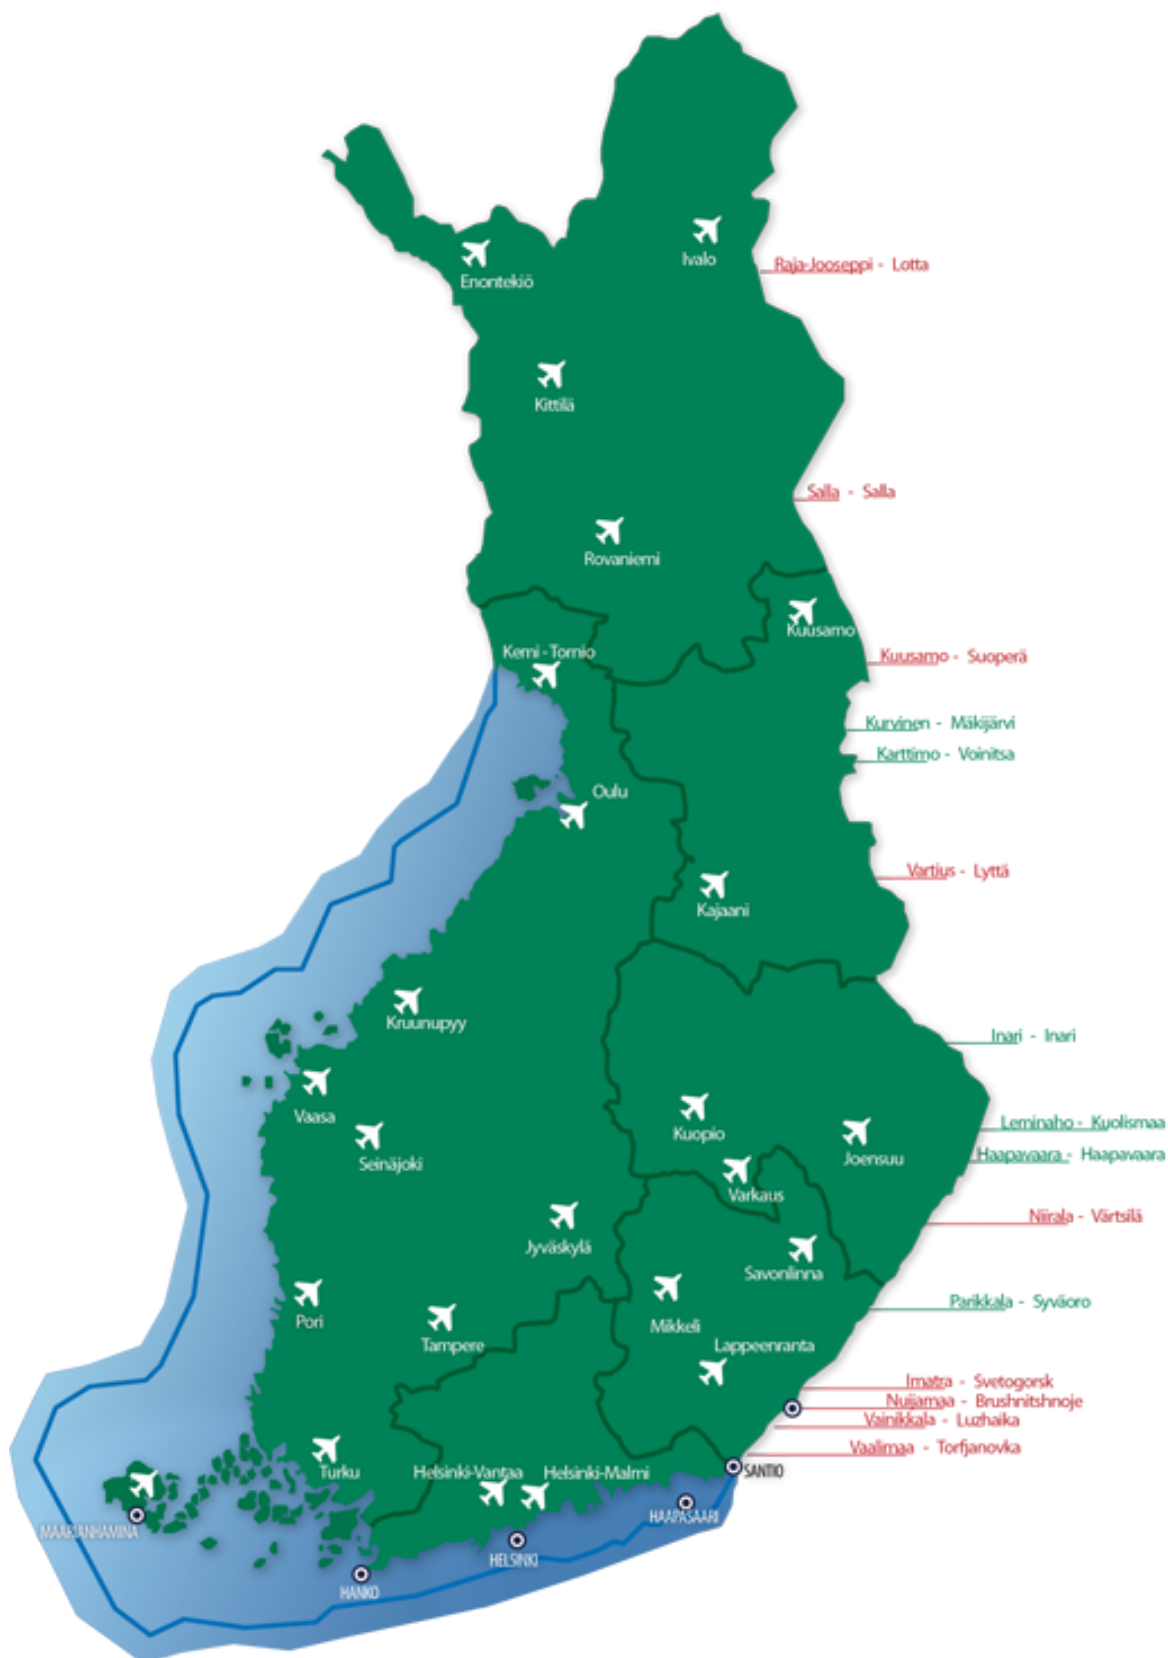 Ivalo
Enontekiö
Raja-Jooseppi - Lotta
Kittilä
Salla - Salla
Rovaniemi
Kuusamo
Kemi - Tornio
Kuusamo - Suoperä
Kurvinen - Mäkijärvi
Karttimo - Voinitsa
Oulu
Vartius - Lyttä
Kajaani
Kruunupyy
Inari - Inari
Vaasa
Leminaho - Kuolismaa
Kuopio
Joensuu
Haapavaara - Haapavaara
Seinäjoki
Varkaus
Niirala - Värtsilä
Jyväskylä
Savonlinna
Parikkala - Syväoro
Pori
Mikkeli
Tampere
Lappeenranta
Imatra - Svetogorsk
Nuijamaa - Brushnitshnoje
Vainikkala - Luzhaika
Vaalimaa - Torfjanovka
Turku
Helsinki-Vantaa
Helsinki-Malmi
SANTIO
HAAPASAARI
MAARIANHAMINA
HELSINKI
HANKO